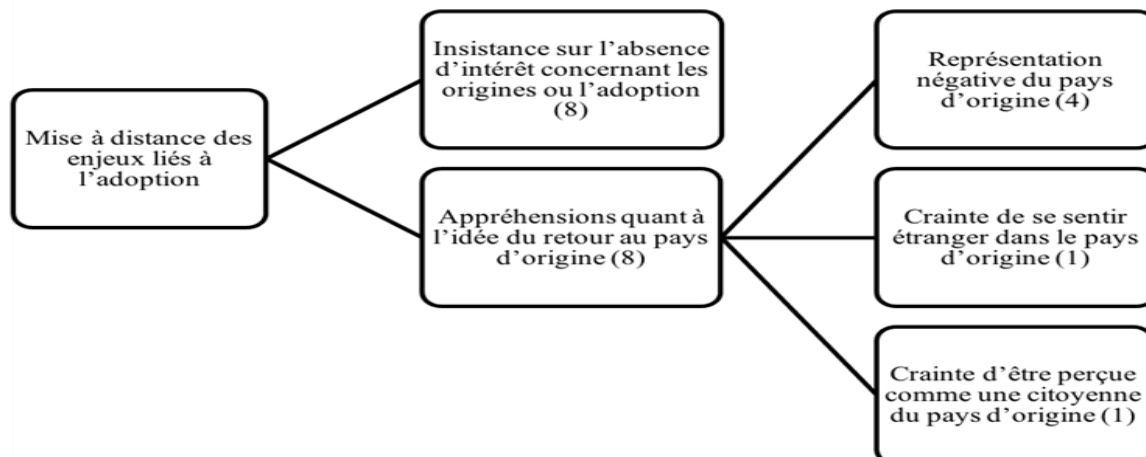 Mise à distance des
enjeux liés à
l’adoption
Insistance sur l’absence
d’intérêt concernant les
origines ou l’adoption
(8)
Appréhensions quant à
l’idée du retour au pays
d’origine (8)
Représentation
négative du pays
d’origine (4)
Crainte de se sentir
étranger dans le pays
d’origine (1)
Crainte d’être perçue
comme une citoyenne
du pays d’origine (1)